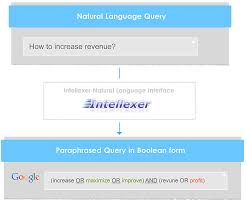 Natural Language Query
How to increase revenue?
Intellexer Natural Language Interface
Intellexer
Paraphrased Query in Boolean form
Google
(increase OR maximize OR improve) AND (revune OR profit)